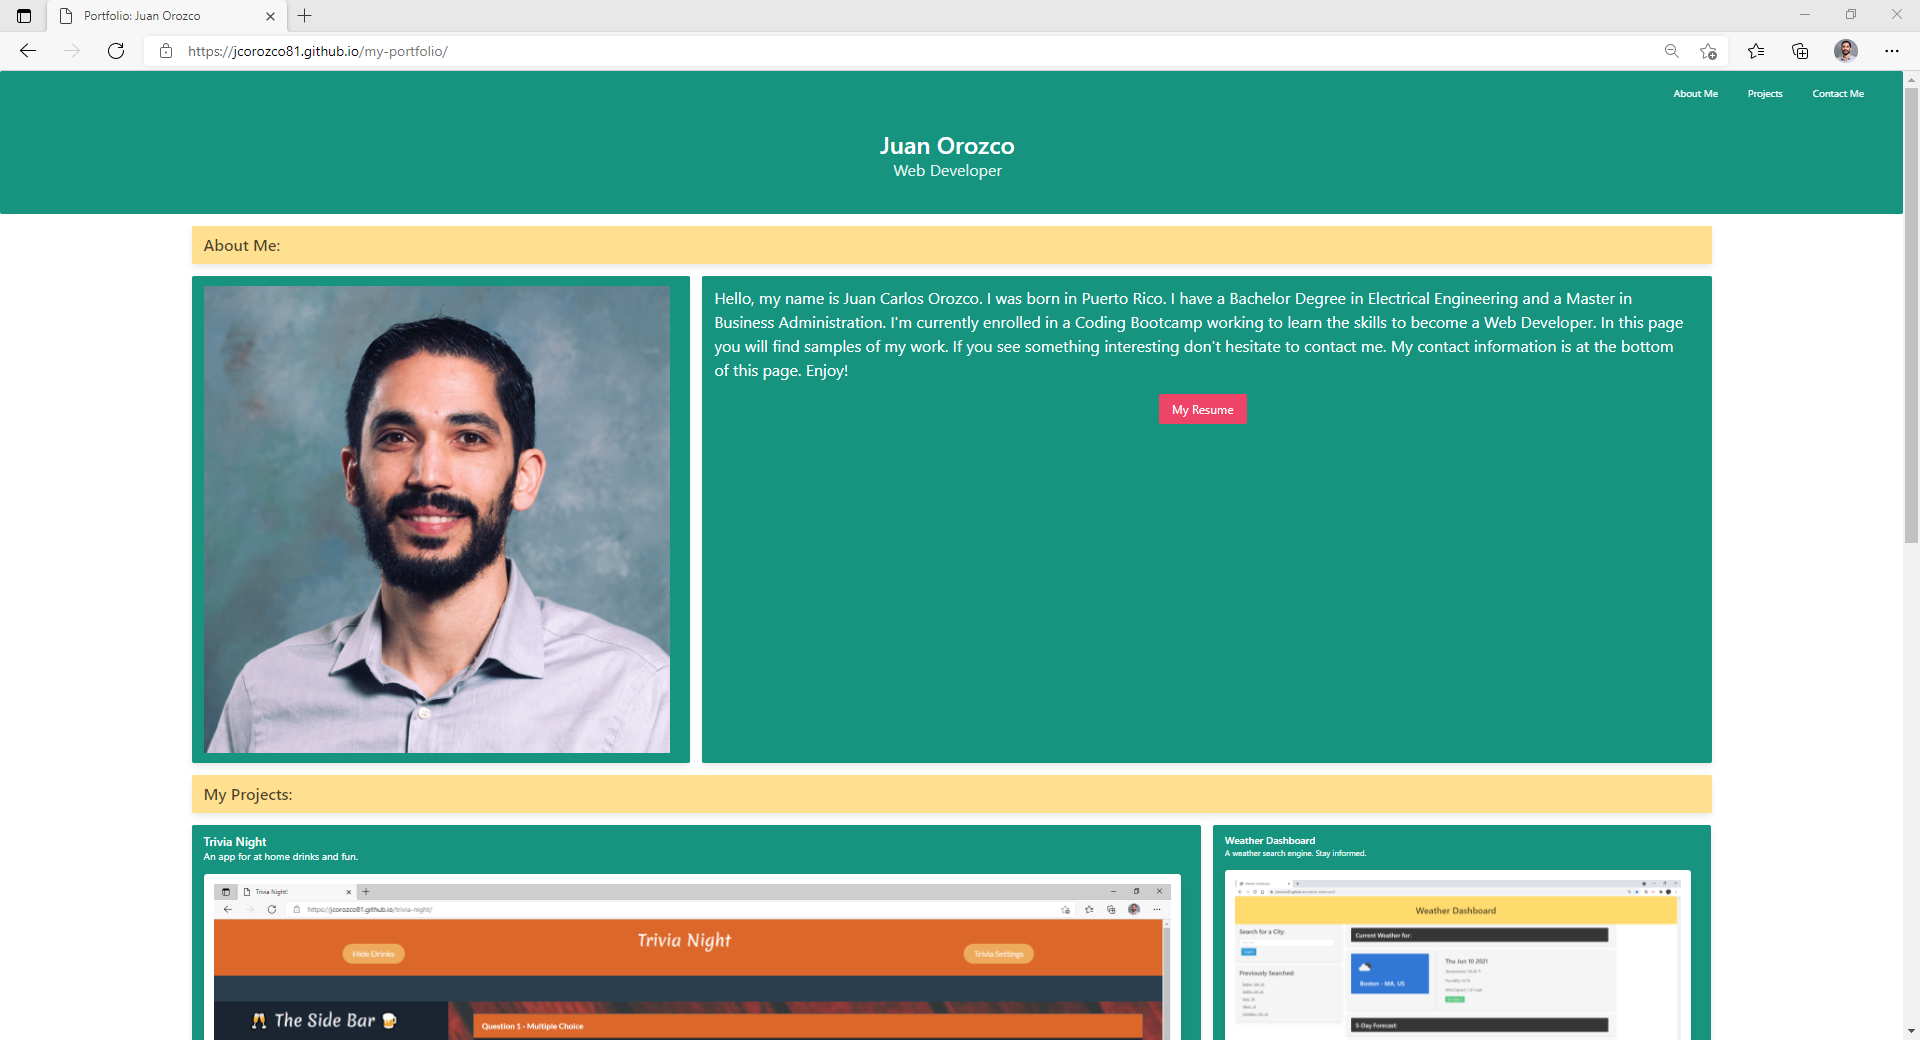 Portfolio: Juan Orozco
https://jcorozco81.github.io/my-portfolio/
About Me
Projects
Contact Me
Juan Orozco
Web Developer
About Me:
Hello, my name is Juan Carlos Orozco. I was born in Puerto Rico. I have a Bachelor Degree in Electrical Engineering and a Master in
Business Administration. I'm currently enrolled in a Coding Bootcamp working to learn the skills to become a Web Developer. In this page
you will find samples of my work. If you see something interesting don't hesitate to contact me. My contact information is at the bottom
of this page. Enjoy!
My Resume
My Projects:
Trivia Night
An app for at home drinks and fun.
Trivia Night!
https://jcorozco81.github.io/trivia-night/
Trivia Night
Hide Drinks
Trivia Settings
🥂 The Side Bar 🍺
Question 1 - Multiple Choice
Weather Dashboard
A weather search engine. Stay informed.
Weather Dashboard
Search for a City:
Previously Searched:
Current Weather for:
Thu Jun 10 2021
Boston - MA, US
5-Day Forecast: